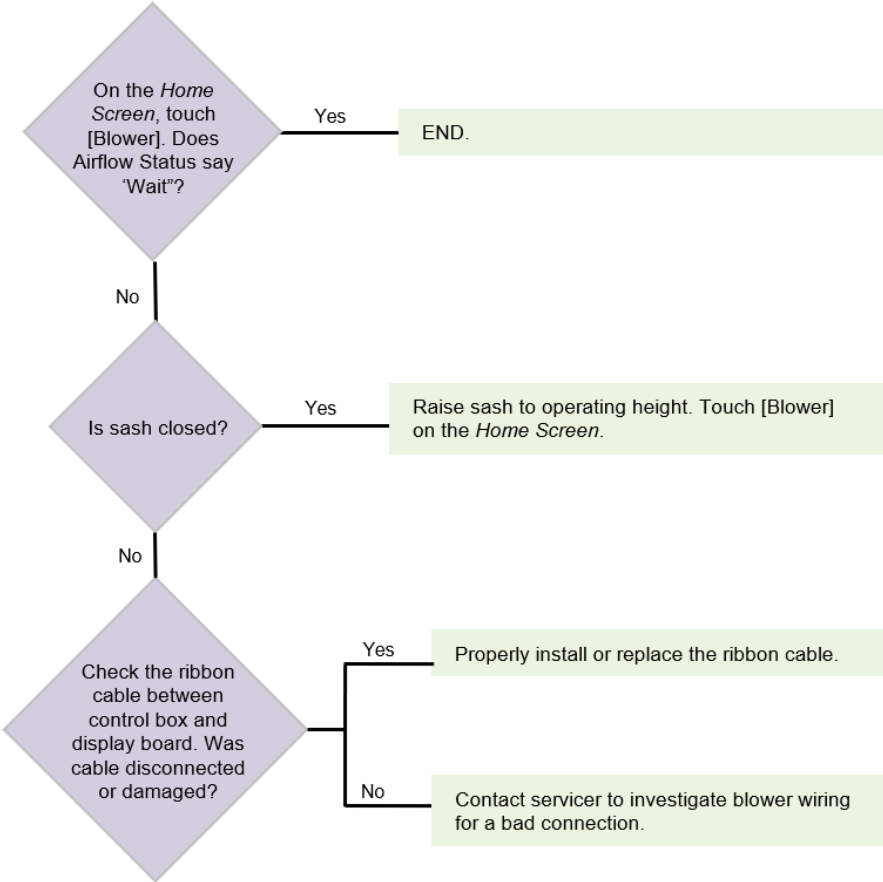 On the Home
Screen, touch
[Blower]. Does
Airflow Status say
‘Wait”?
Yes
END.
No
Is sash closed?
Yes
Raise sash to operating height. Touch [Blower]
on the Home Screen.
No
Check the ribbon
cable between
control box and
display board. Was
cable disconnected
or damaged?
Yes
Properly install or replace the ribbon cable.
No
Contact servicer to investigate blower wiring
for a bad connection.